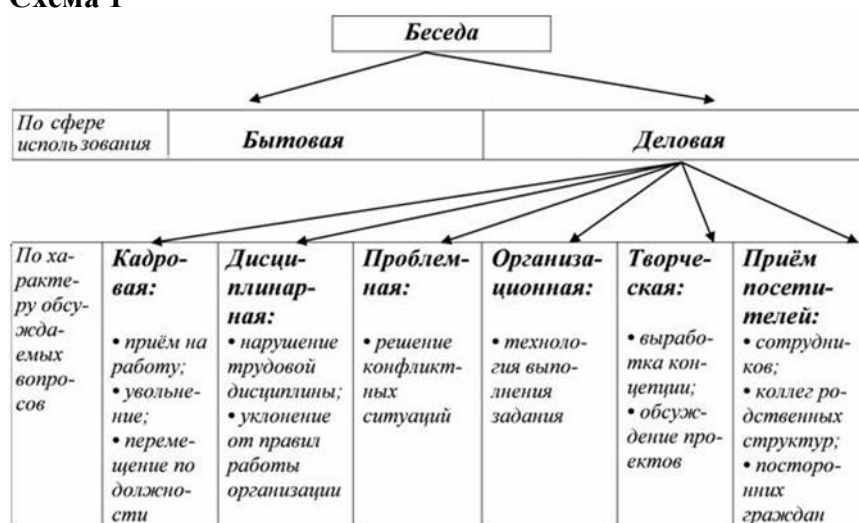 Схема 1
Беседа
По сфере
использования
Бытовая
Деловая
По ха-
ракте-
ру обсу-
жда-
емых
вопро-
сов
Кадро-
вая:
• приём на
работу;
• увольне-
ние;
• переме-
щение по
должно-
сти
Дисци-
плинар-
ная:
• нарушение
трудовой
дисциплины;
• уклонение
от правил
работы
организации
Проблем-
ная:
• решение
конфликт-
ных
ситуаций
Организа-
ционная:
• техноло-
гия выпо-
лнения
задания
Творче-
ская:
• вырабо-
тка кон-
цепции;
• обсуж-
дение про-
ектов
Приём
посети-
телей:
• сотрудни-
ков;
• коллег ро-
дственных
структур;
• посторо-
нних
граждан